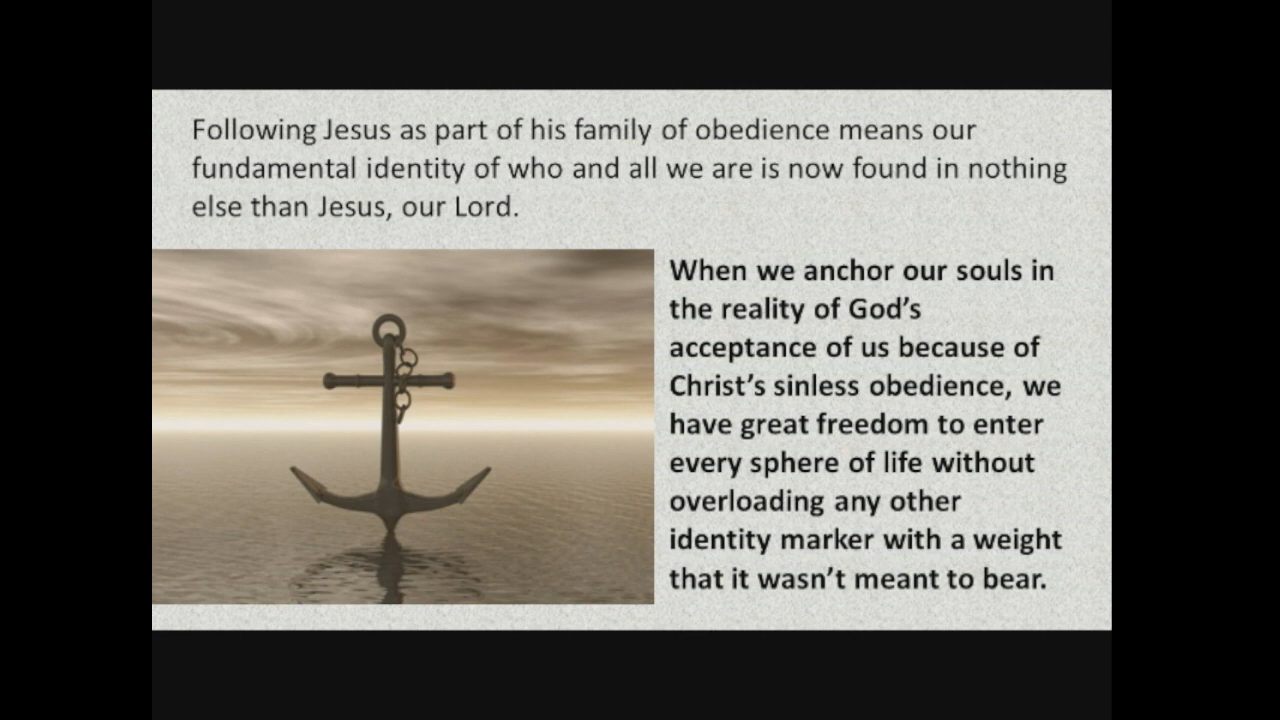 Following Jesus as part of his family of obedience means our
fundamental identity of who and all we are is now found in nothing
else than Jesus, our Lord.
When we anchor our souls in
the reality of God’s
acceptance of us because of
Christ’s sinless obedience, we
have great freedom to enter
every sphere of life without
overloading any other
identity marker with a weight
that it wasn’t meant to bear.